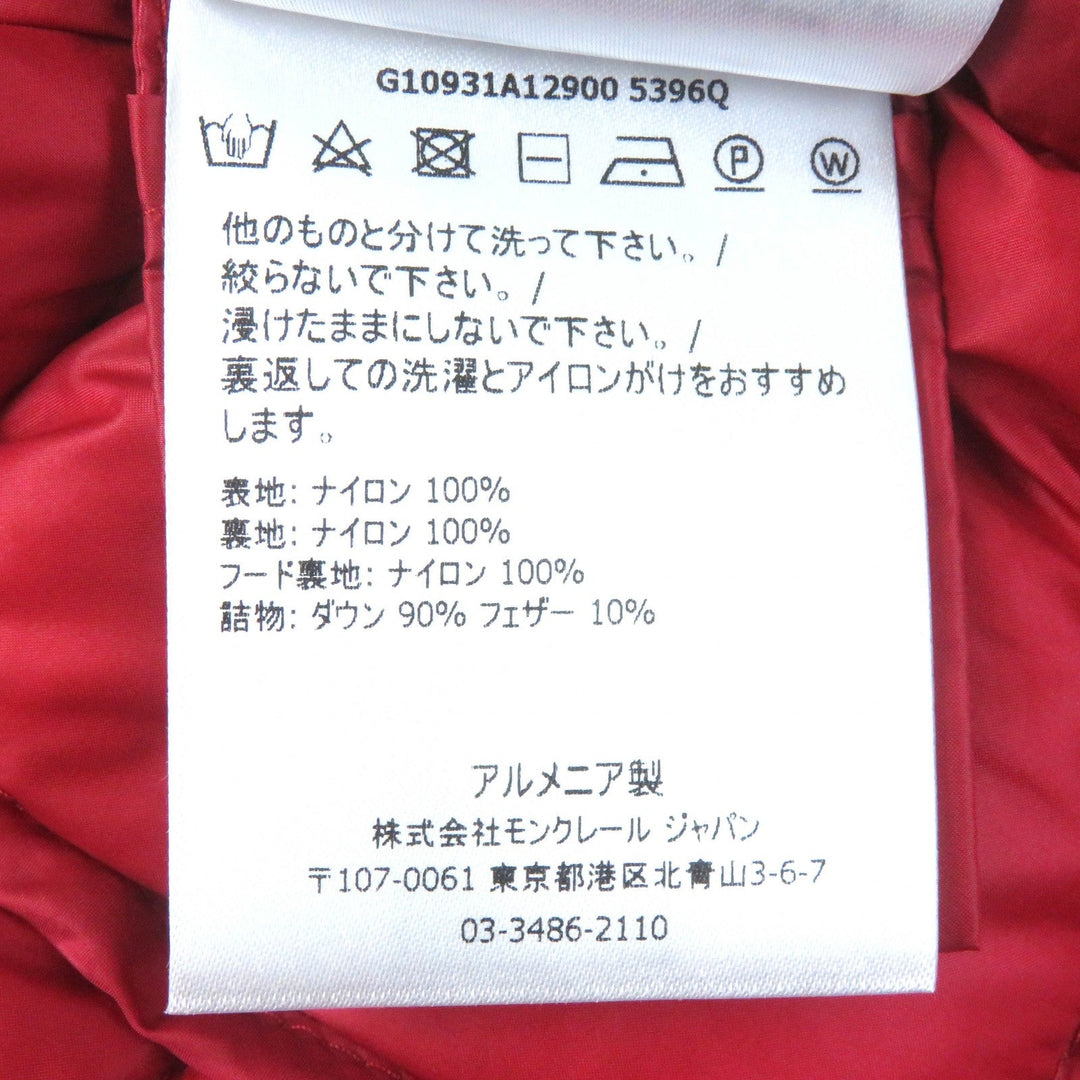 G10931A12900 5396Q
P W
他のものと分けて洗って下さい。/
絞らないで下さい。/
浸けたままにしないで下さい。/
裏返しての洗濯とアイロンがけをおすすめ
します。
表地: ナイロン 100%
裏地: ナイロン 100%
フード裏地: ナイロン 100%
詰物: ダウン 90% フェザー 10%
アルメニア製
株式会社モンクレール ジャパン
〒107-0061 東京都港区北青山3-6-7
03-3486-2110